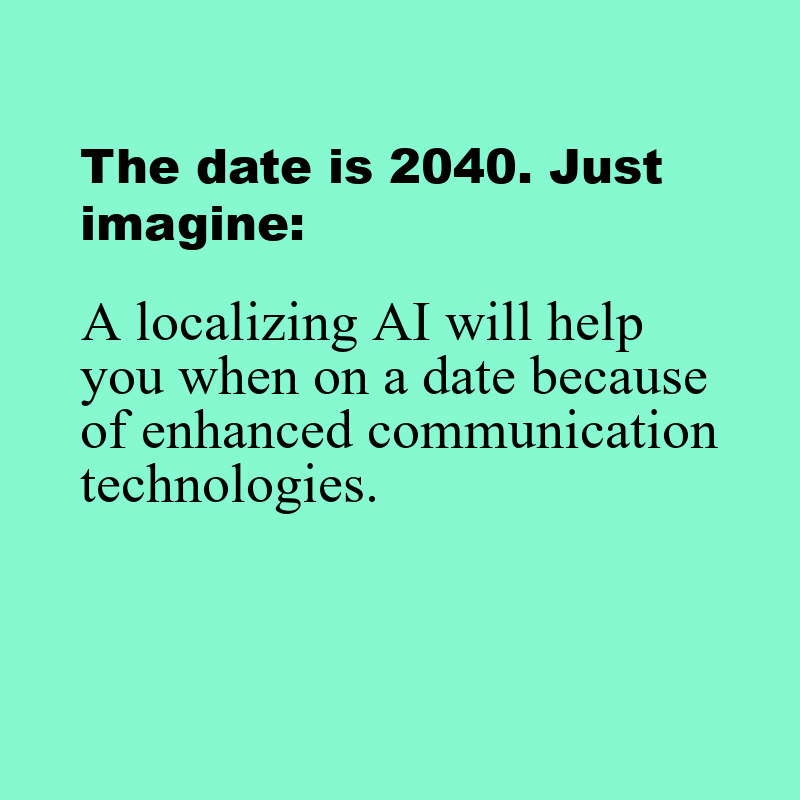 The date is 2040. Just
imagine:
A localizing AI will help
you when on a date because
of enhanced communication
technologies.